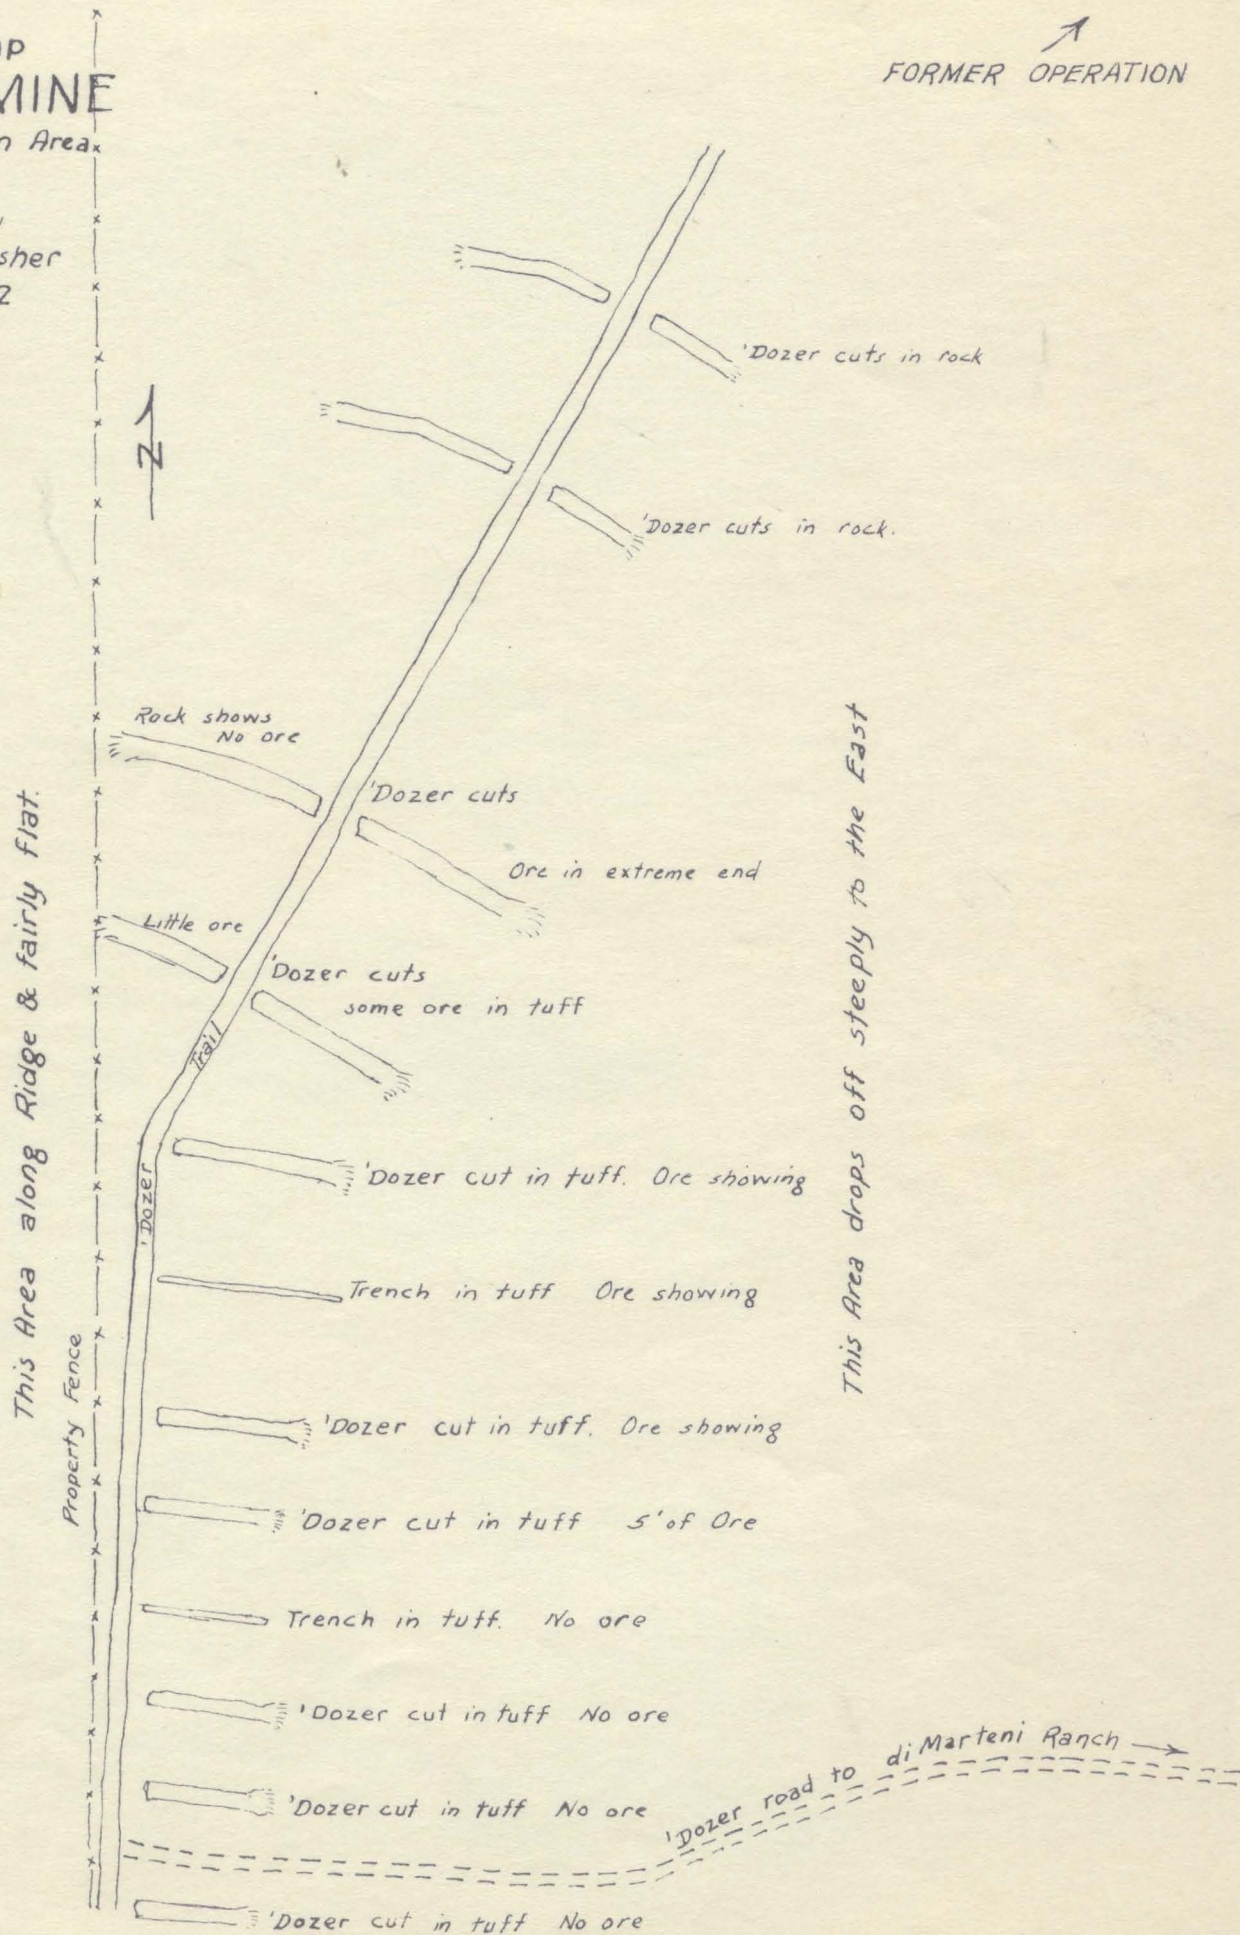 MINE
Area
FORMER OPERATION
N
'Dozer cuts in rock
'Dozer cuts in rock.
Rock shows
No ore
'Dozer cuts
Ore in extreme end
Little ore
'Dozer cuts
some ore in tuff
'Dozer Trail
'Dozer cut in tuff. Ore showing
Trench in tuff Ore showing
'Dozer cut in tuff. Ore showing
'Dozer cut in tuff 5' of Ore
Trench in tuff. No ore
'Dozer cut in tuff No ore
'Dozer cut in tuff No ore
'Dozer road to di Marteni Ranch
'Dozer cut in tuff No ore
This Area along Ridge & fairly flat.
Property Fence
This Area drops off steeply to the East